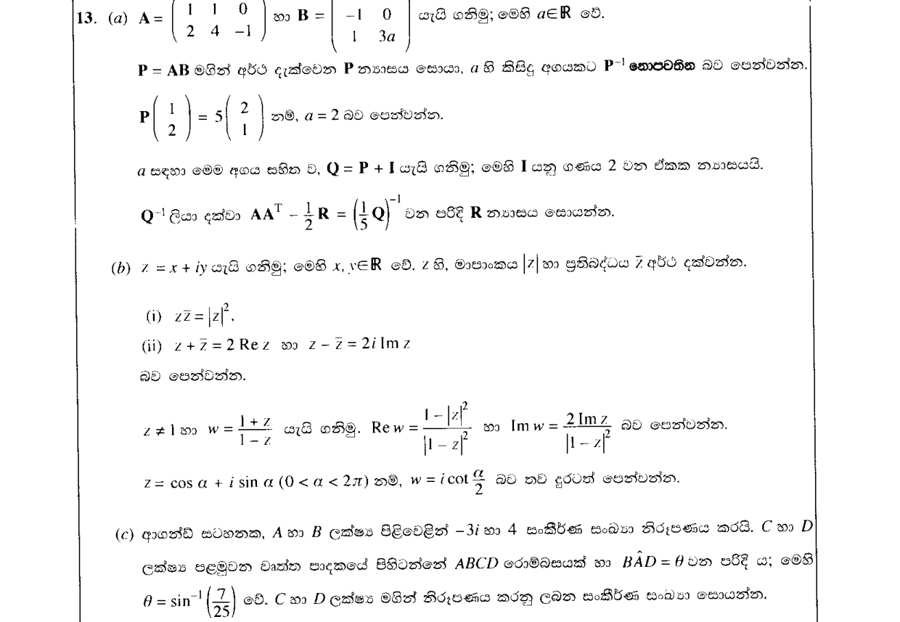 13. (a) A = ( 1 1 0 / 2 4 −1 ) හා B = ( −1 0 / 1 3a ) යැයි ගනිමු; මෙහි a∈ℝ වේ.
P = AB මගින් අර්ථ දැක්වෙන P න්‍යාසය සොයා, a හි කිසිදු අගයකට P⁻¹ නොපවතින බව පෙන්වන්න.
P( 1 / 2 ) = 5( 2 / 1 ) නම්, a = 2 බව පෙන්වන්න.
a සඳහා මෙම අගය සහිත ව, Q = P + I යැයි ගනිමු; මෙහි I යනු ගණය 2 වන ඒකක න්‍යාසයයි.
Q⁻¹ ලියා දක්වා AAᵀ − 1/2 R = (1/5 Q)⁻¹ වන පරිදි R න්‍යාසය සොයන්න.
(b) z = x + iy යැයි ගනිමු; මෙහි x, y∈ℝ වේ. z හි, මාපාංකය |z| හා ප්‍රතිබද්ධය z̄ අර්ථ දක්වන්න.
(i) zz̄ = |z|²,
(ii) z + z̄ = 2 Re z හා z − z̄ = 2i Im z
බව පෙන්වන්න.
z ≠ 1 හා w = (1 + z)/(1 − z) යැයි ගනිමු. Re w = (1 − |z|²)/|1 − z|² හා Im w = 2 Im z/|1 − z|² බව පෙන්වන්න.
z = cos α + i sin α (0 < α < 2π) නම්, w = i cot α/2 බව තව දුරටත් පෙන්වන්න.
(c) ආගන්ඩ් සටහනක, A හා B ලක්ෂ්‍ය පිළිවෙළින් −3i හා 4 සංකීර්ණ සංඛ්‍යා නිරූපණය කරයි. C හා D
ලක්ෂ්‍ය පළමුවන වෘත්ත පාදකයේ පිහිටන්නේ ABCD රොම්බසයක් හා BÂD = θ වන පරිදි ය; මෙහි
θ = sin⁻¹(7/25) වේ. C හා D ලක්ෂ්‍ය මගින් නිරූපණය කරනු ලබන සංකීර්ණ සංඛ්‍යා සොයන්න.